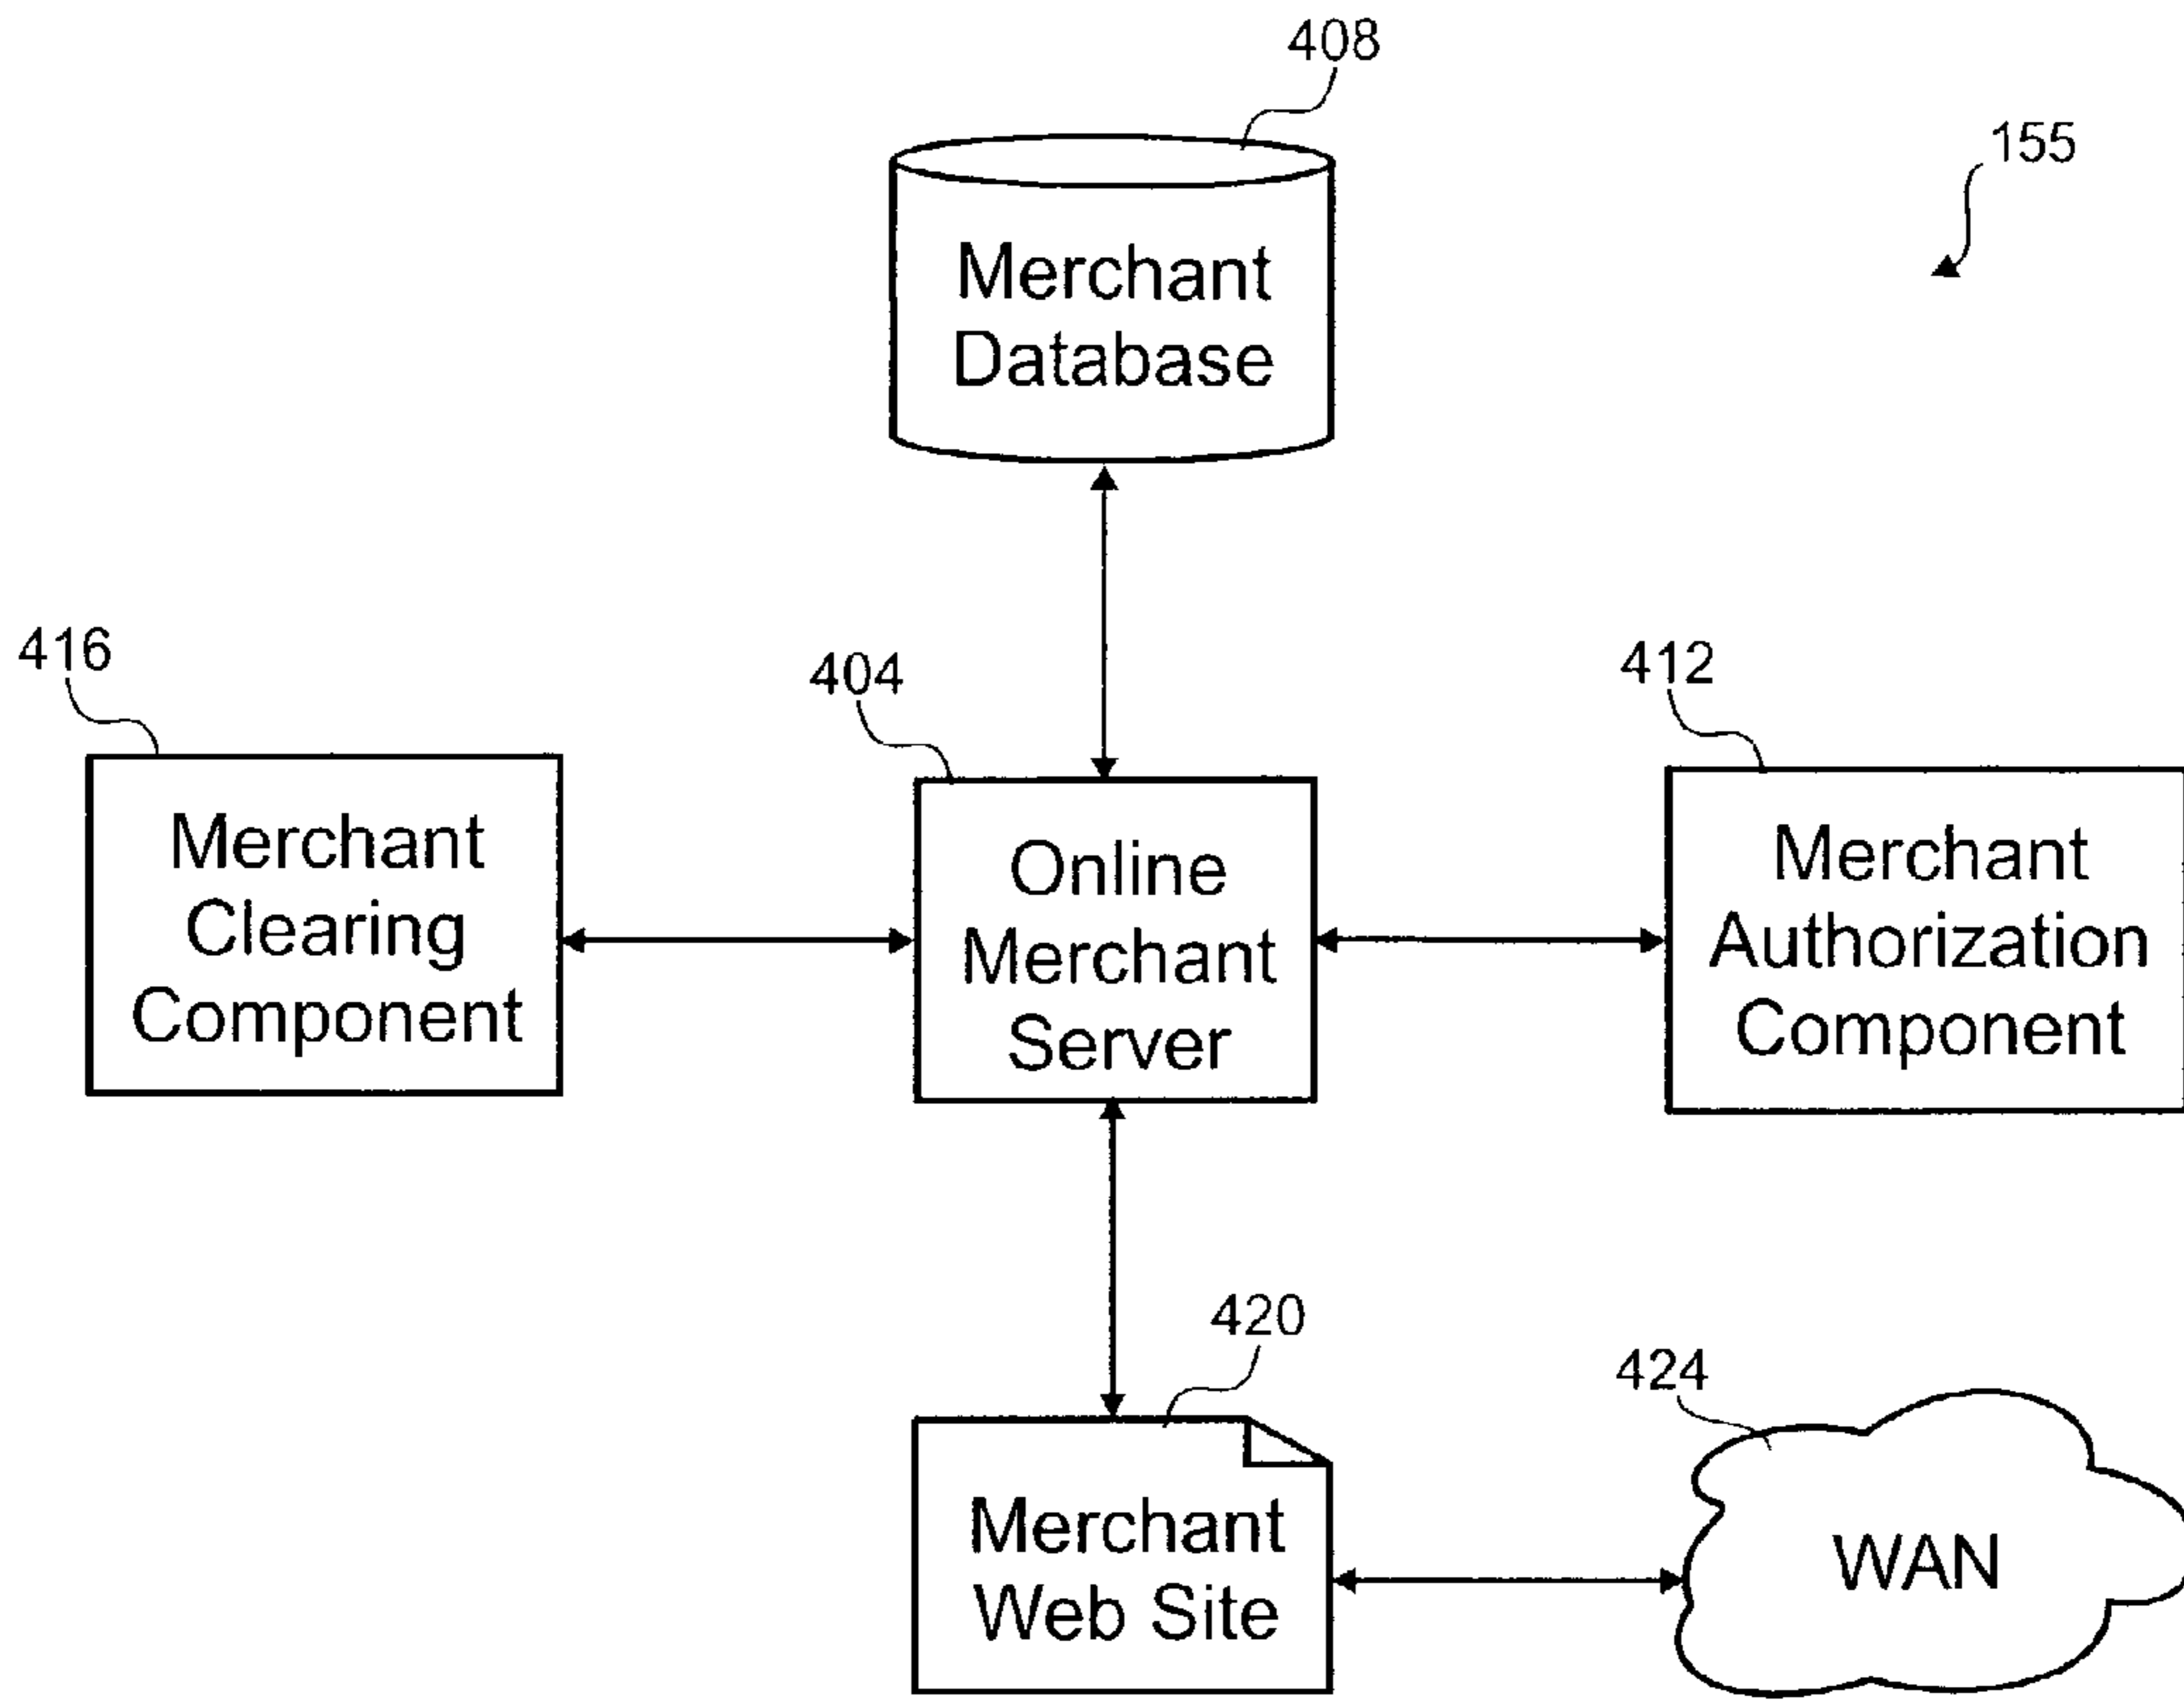 408
155
Merchant
Database
416
404
412
Merchant
Clearing
Component
Online
Merchant
Server
Merchant
Authorization
Component
420
424
Merchant
Web Site
WAN